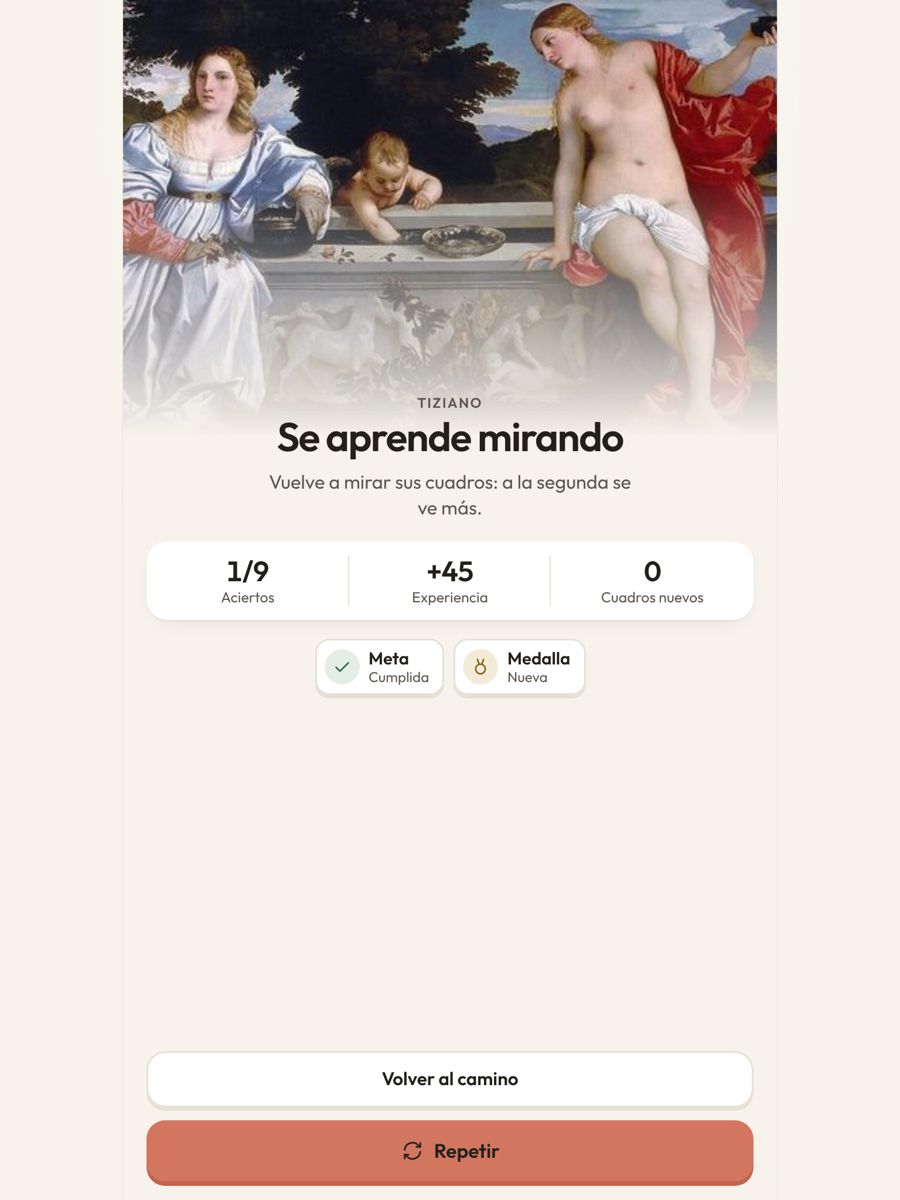 TIZIANO
Se aprende mirando
Vuelve a mirar sus cuadros: a la segunda se
ve más.
1/9
Aciertos
+45
Experiencia
0
Cuadros nuevos
Meta
Cumplida
Medalla
Nueva
Volver al camino
Repetir